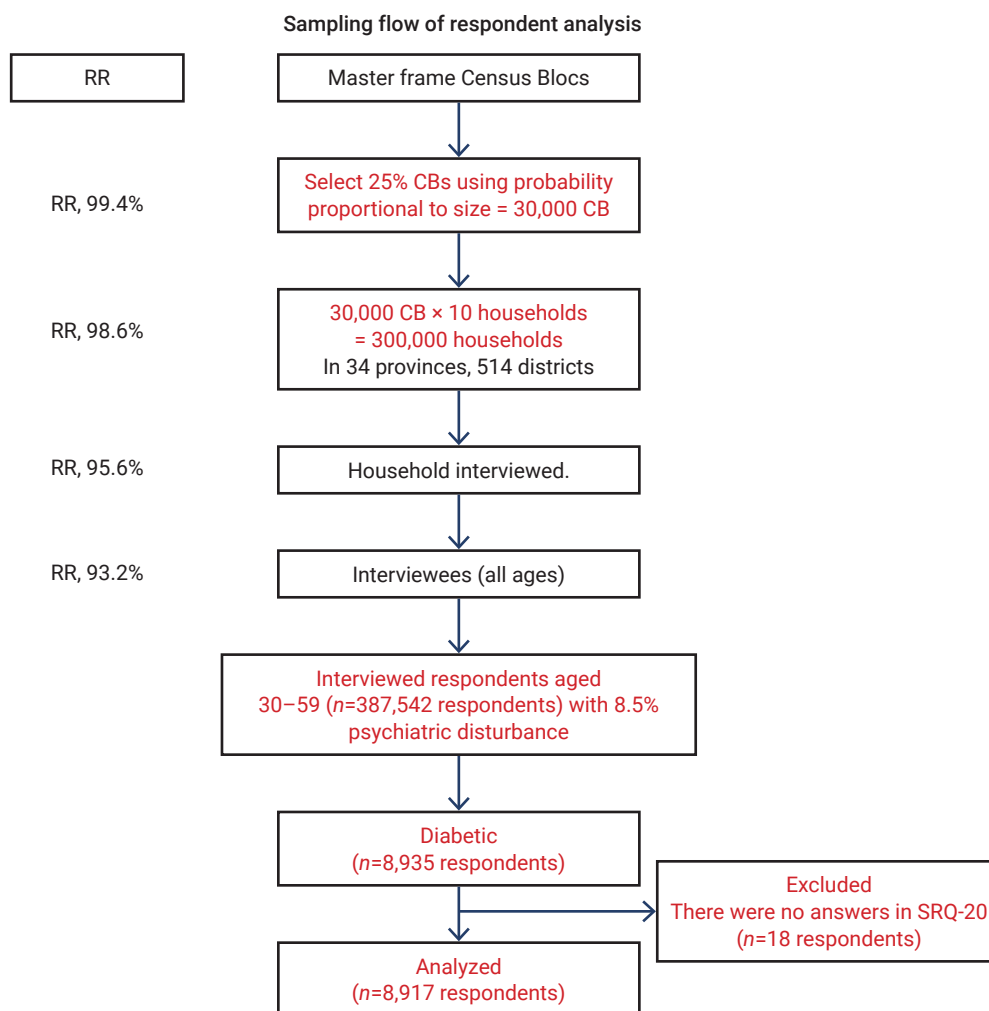 Sampling flow of respondent analysis
RR
Master frame Census Blocs
RR, 99.4%
Select 25% CBs using probability
proportional to size = 30,000 CB
RR, 98.6%
30,000 CB × 10 households
= 300,000 households
In 34 provinces, 514 districts
RR, 95.6%
Household interviewed.
RR, 93.2%
Interviewees (all ages)
Interviewed respondents aged
30–59 (n=387,542 respondents) with 8.5%
psychiatric disturbance
Diabetic
(n=8,935 respondents)
Excluded
There were no answers in SRQ-20
(n=18 respondents)
Analyzed
(n=8,917 respondents)